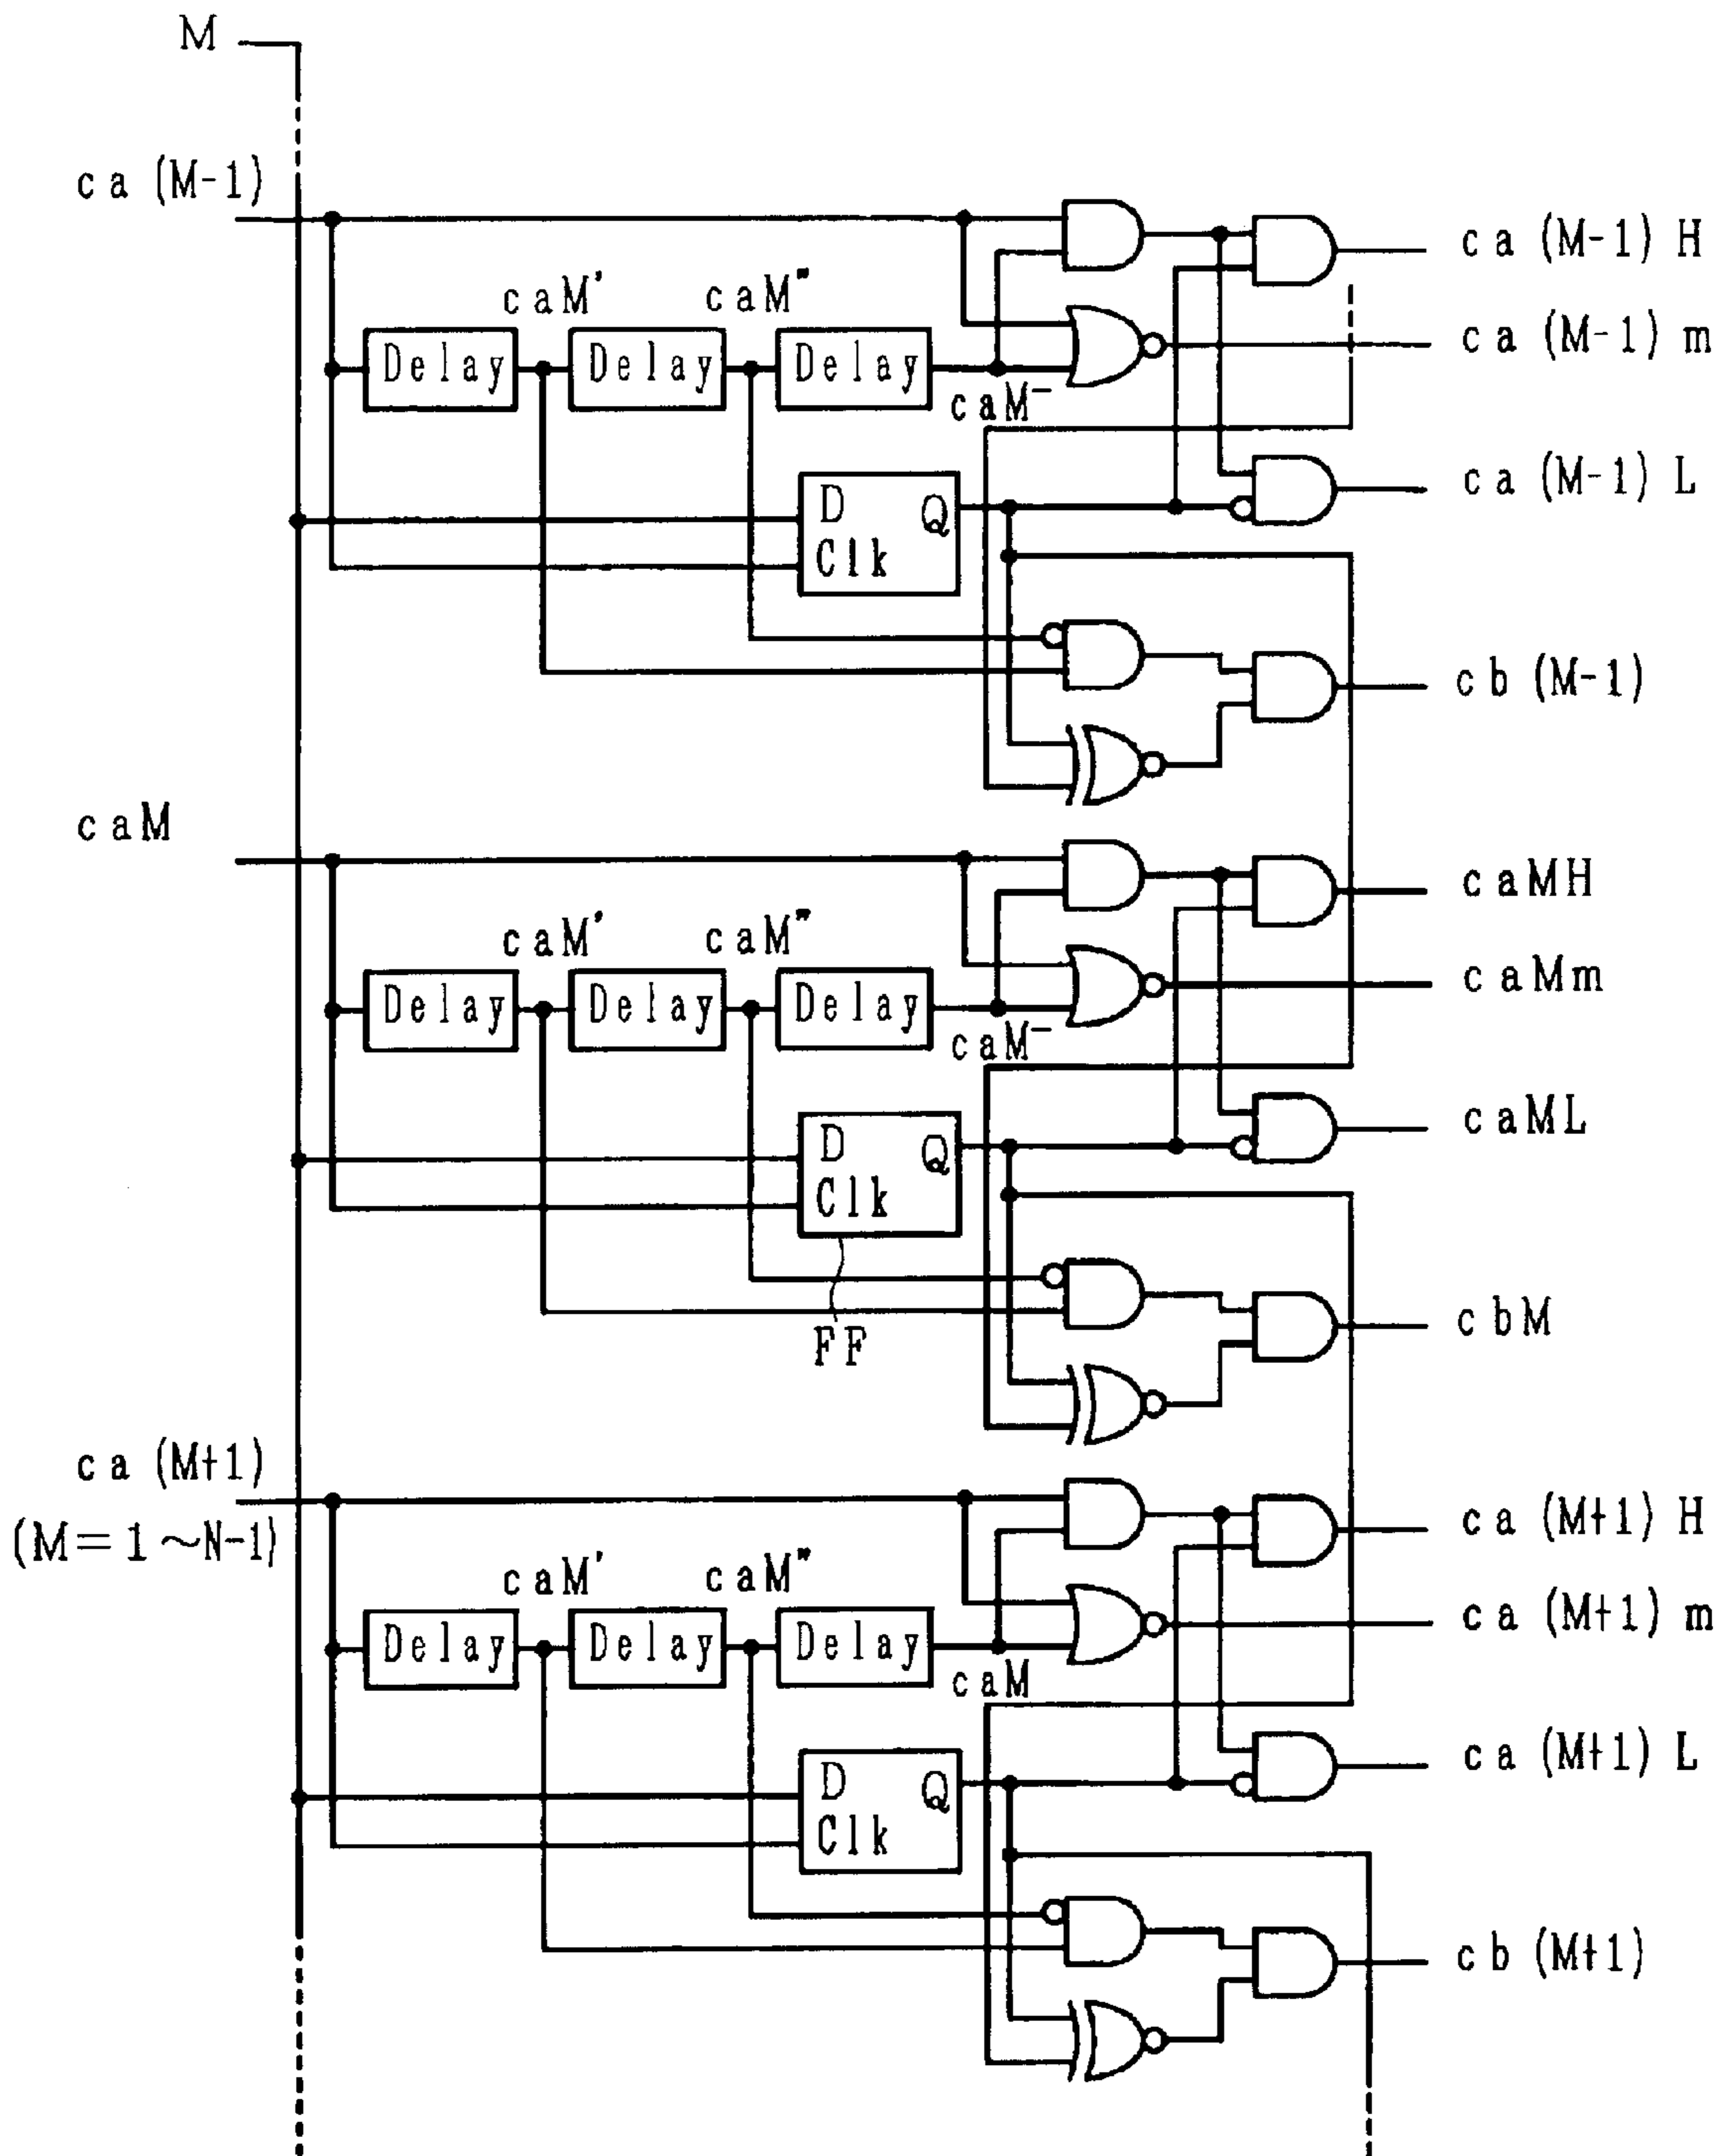 M
ca (M-1)
ca (M-1) H
caM' caM"
ca (M-1) m
Delay Delay Delay
caM⁻
ca (M-1) L
D Q
Clk
cb (M-1)
caM
caMH
caM' caM"
caMm
Delay Delay Delay
caM⁻
caML
D Q
Clk
cbM
FF
ca (M+1)
ca (M+1) H
(M=1~N-1)
caM' caM"
ca (M+1) m
Delay Delay Delay
caM
ca (M+1) L
D Q
Clk
cb (M+1)